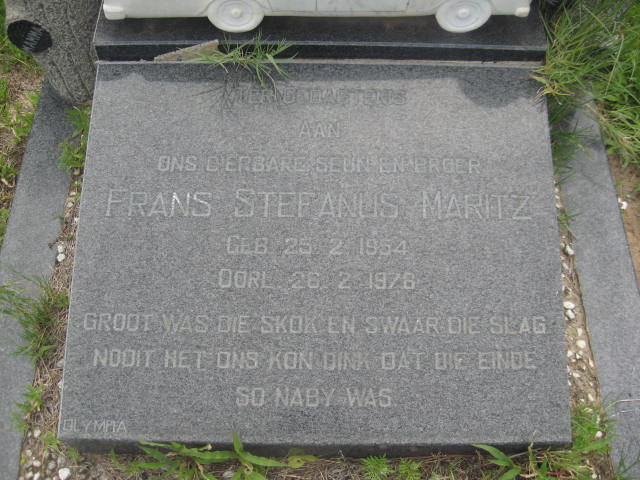 TER GEDAGTENIS
AAN
ONS DIERBARE SEUN EN BROER
FRANS STEFANUS MARITZ
GEB. 25. 2. 1954
OORL. 26. 2. 1978
GROOT WAS DIE SKOK EN SWAAR DIE SLAG
NOOIT HET ONS KON DINK DAT DIE EINDE
SO NABY WAS
OLYMPIA